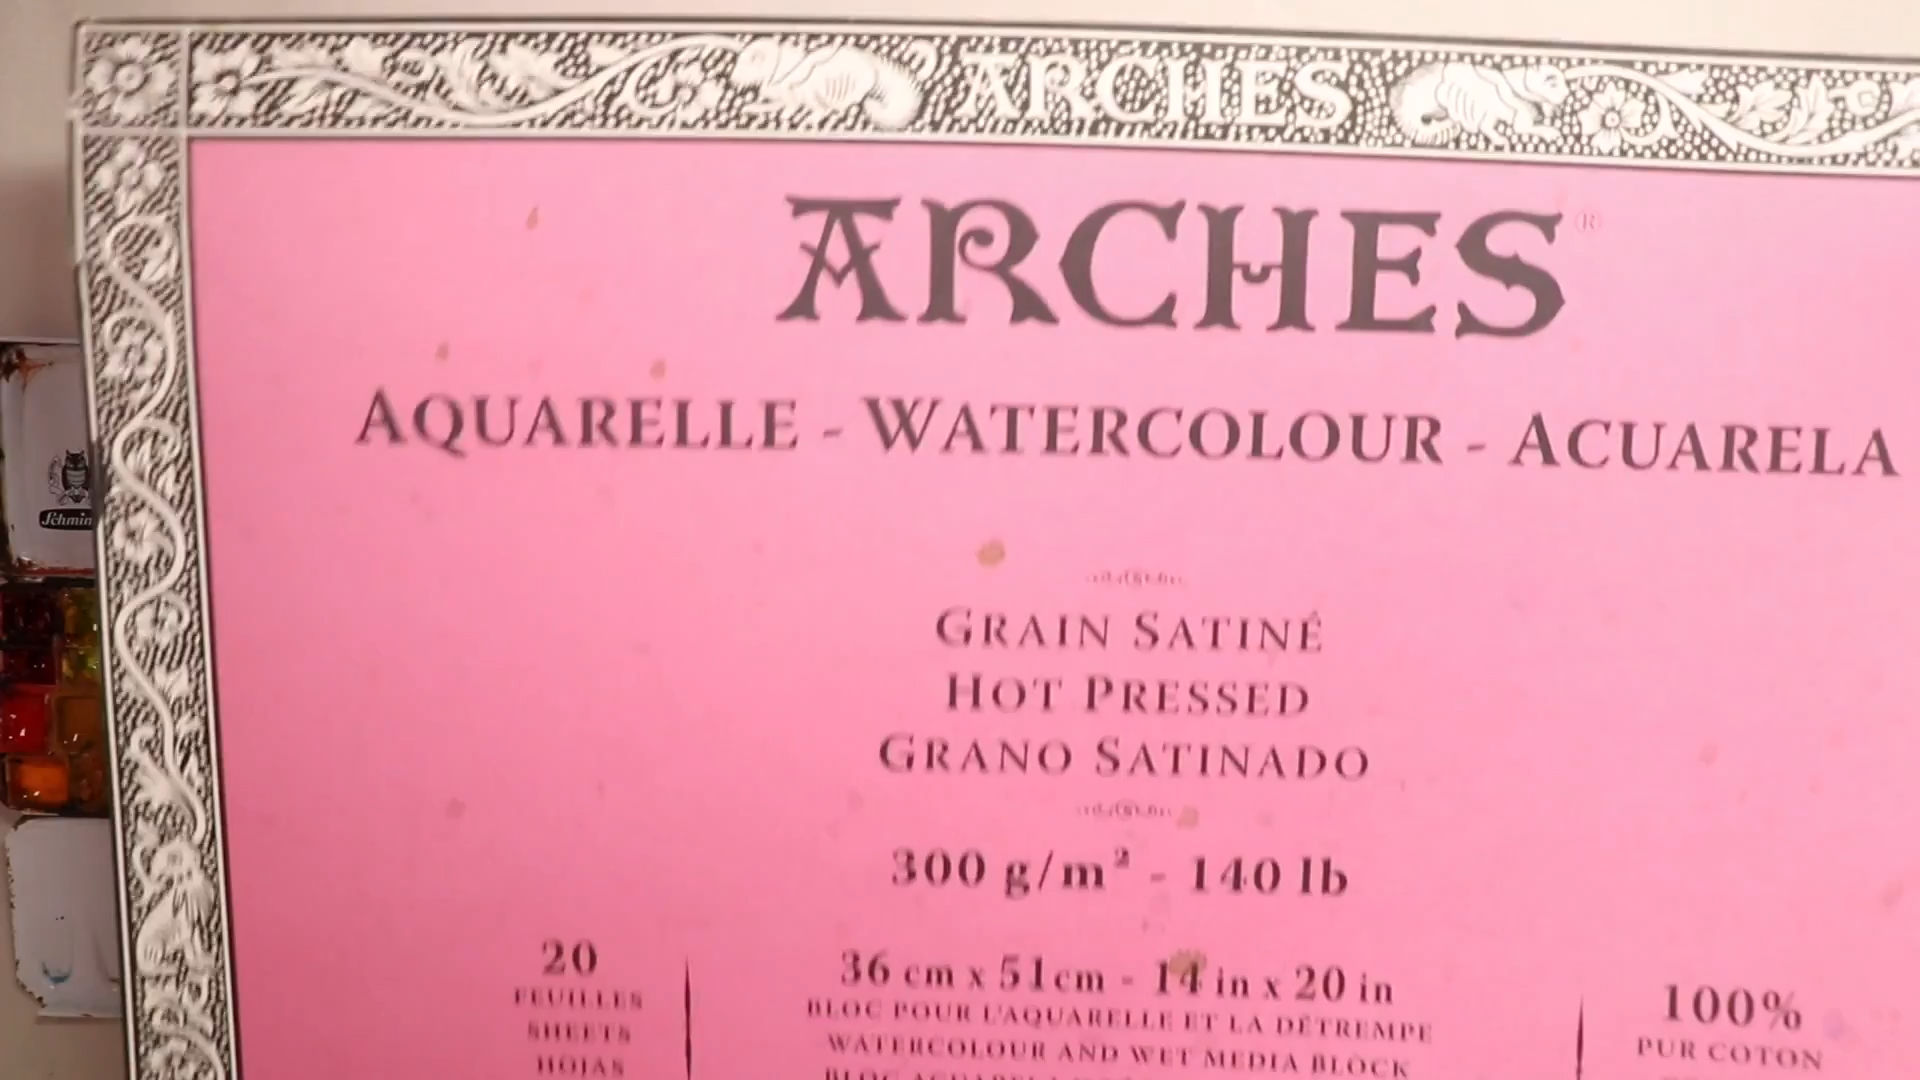 ARCHES
ARCHES®
AQUARELLE - WATERCOLOUR - ACUARELA
GRAIN SATINÉ
HOT PRESSED
GRANO SATINADO
300 g/m² - 140 lb
20
FEUILLES
SHEETS
HOJAS
36 cm x 51cm - 14 in x 20 in
BLOC POUR L'AQUARELLE ET LA DÉTREMPE
WATERCOLOUR AND WET MEDIA BLOCK
100%
PUR COTON